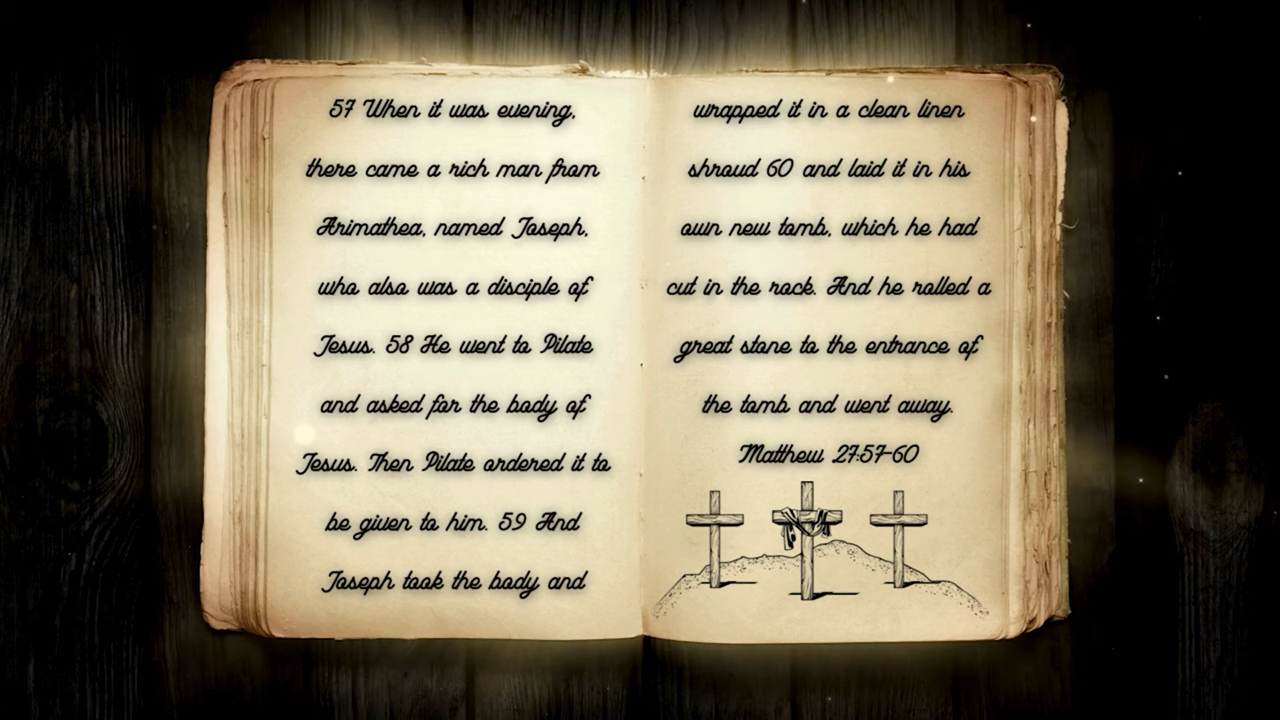 57 When it was evening,
there came a rich man from
Arimathea, named Joseph,
who also was a disciple of
Jesus. 58 He went to Pilate
and asked for the body of
Jesus. Then Pilate ordered it to
be given to him. 59 And
Joseph took the body and
wrapped it in a clean linen
shroud 60 and laid it in his
own new tomb, which he had
cut in the rock. And he rolled a
great stone to the entrance of
the tomb and went away.
Matthew 27:57-60